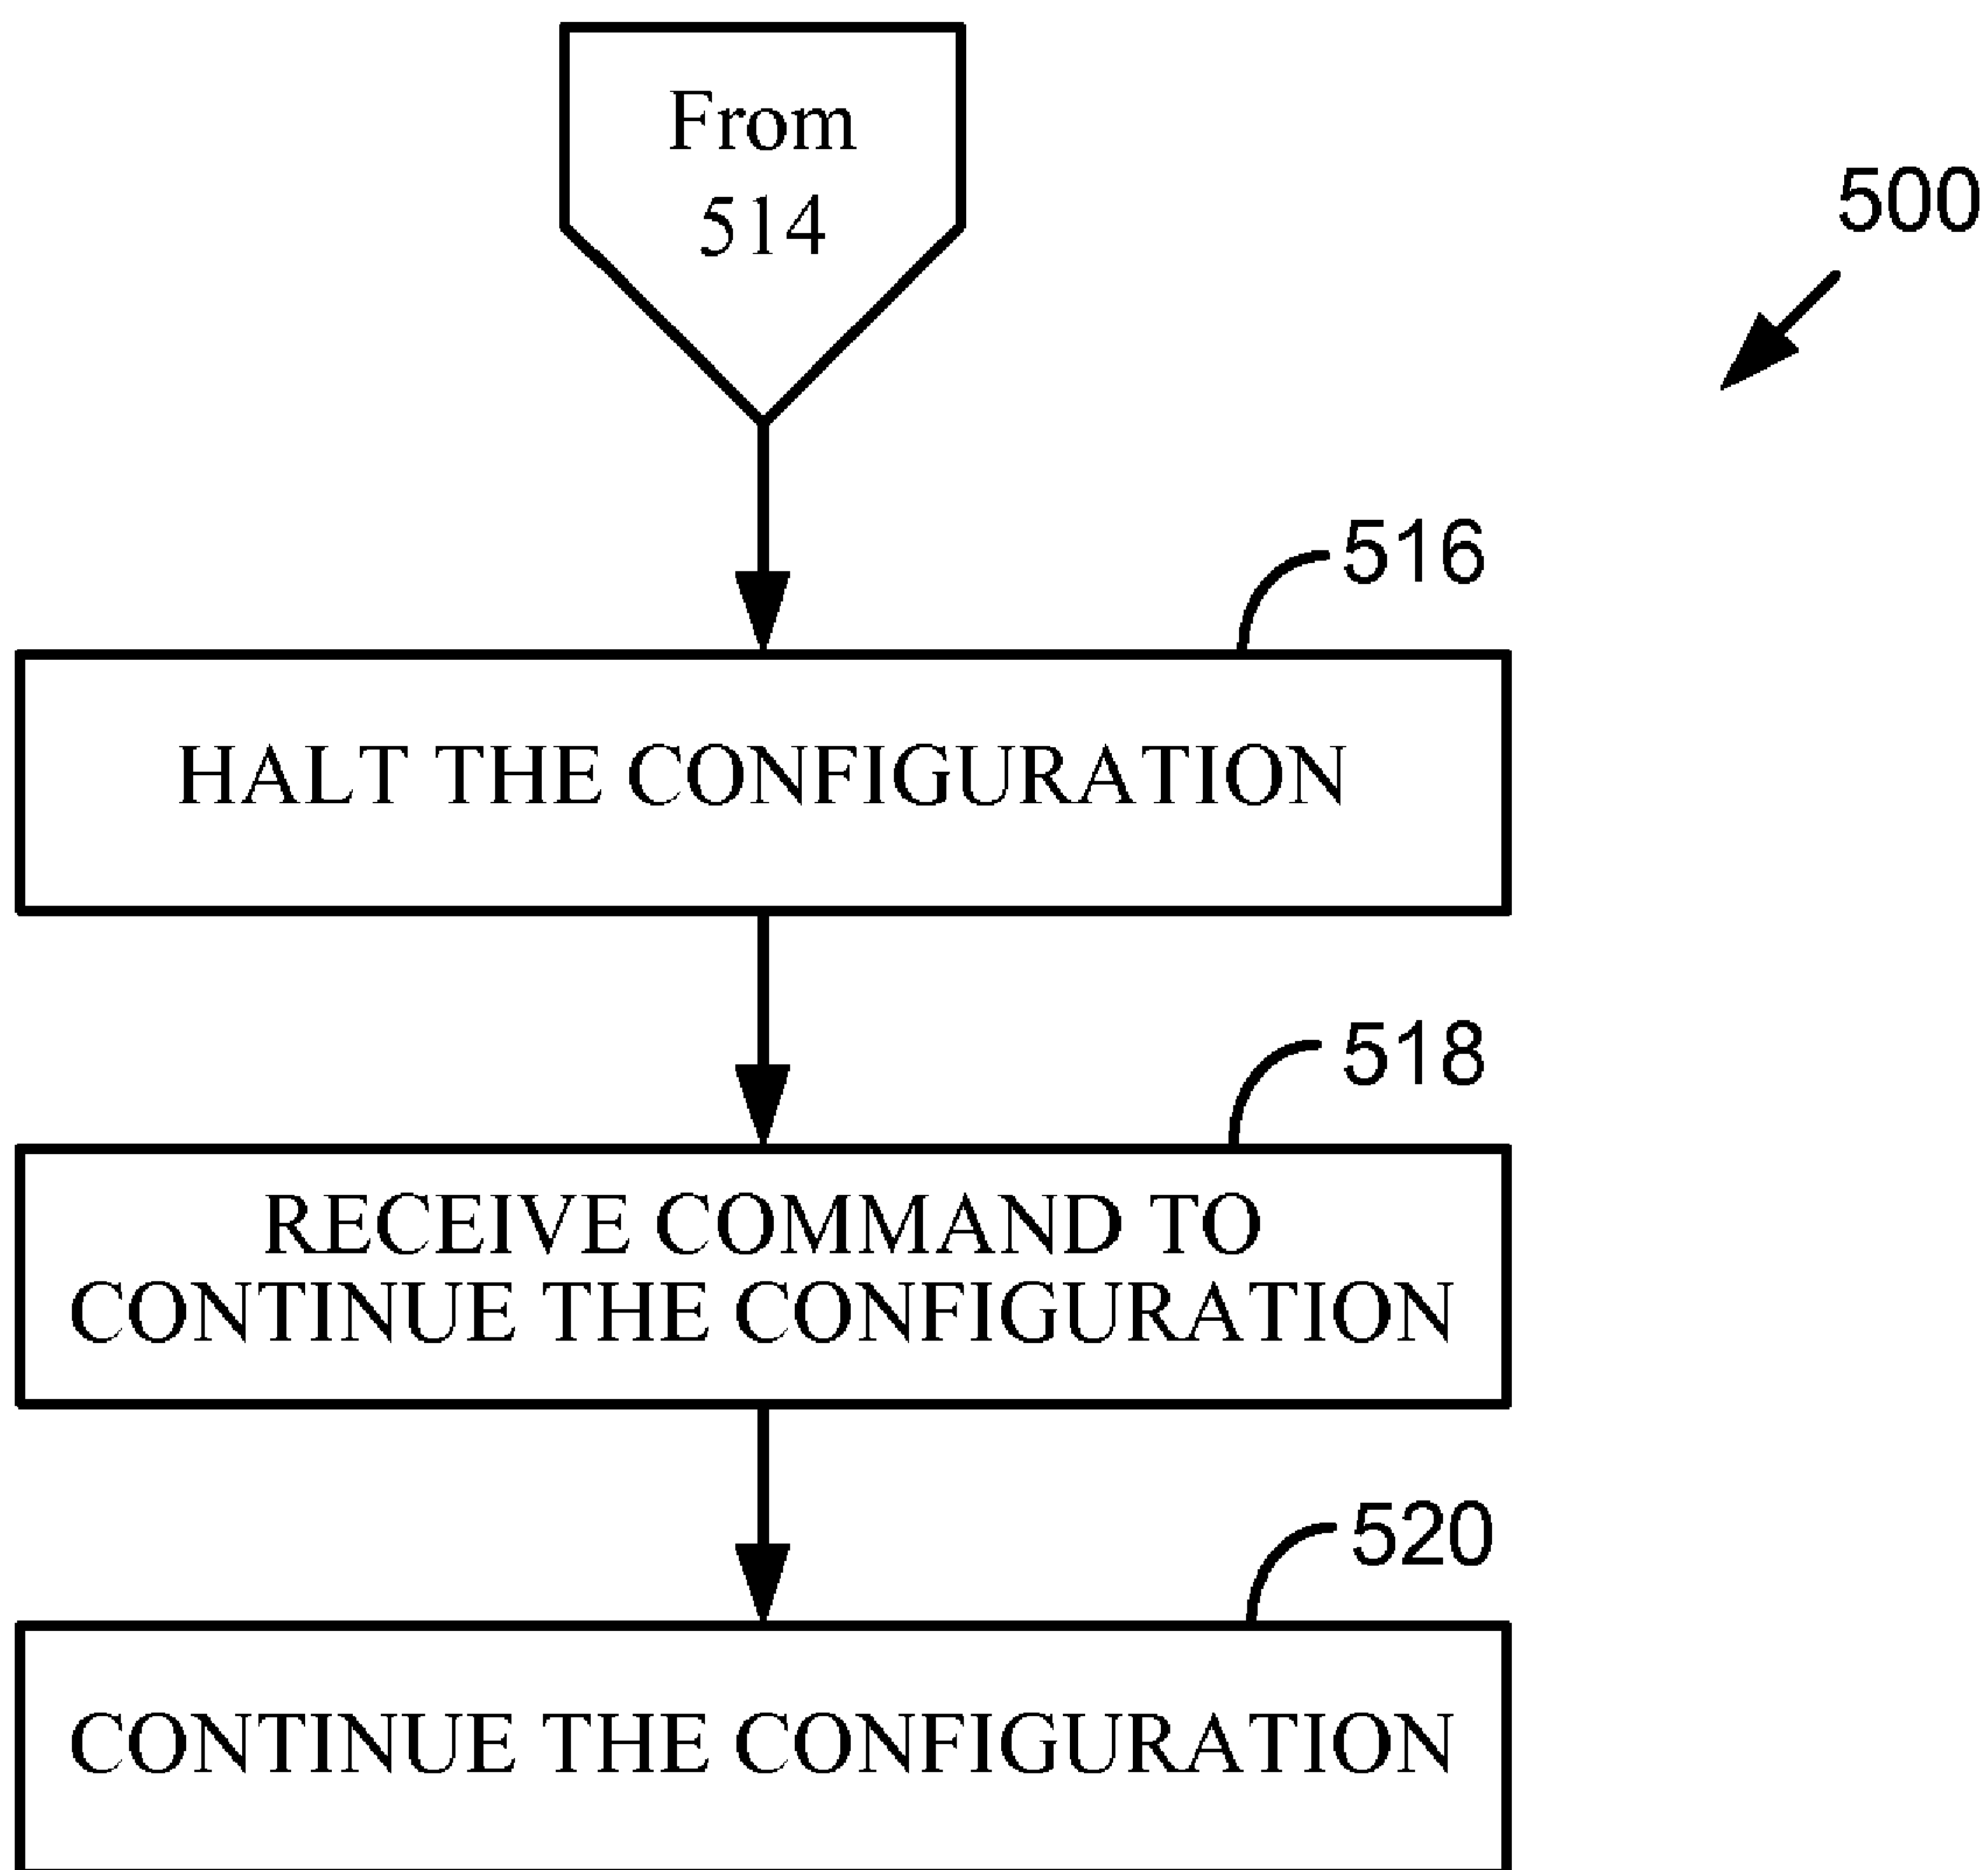 From
514
500
516
HALT THE CONFIGURATION
518
RECEIVE COMMAND TO
CONTINUE THE CONFIGURATION
520
CONTINUE THE CONFIGURATION